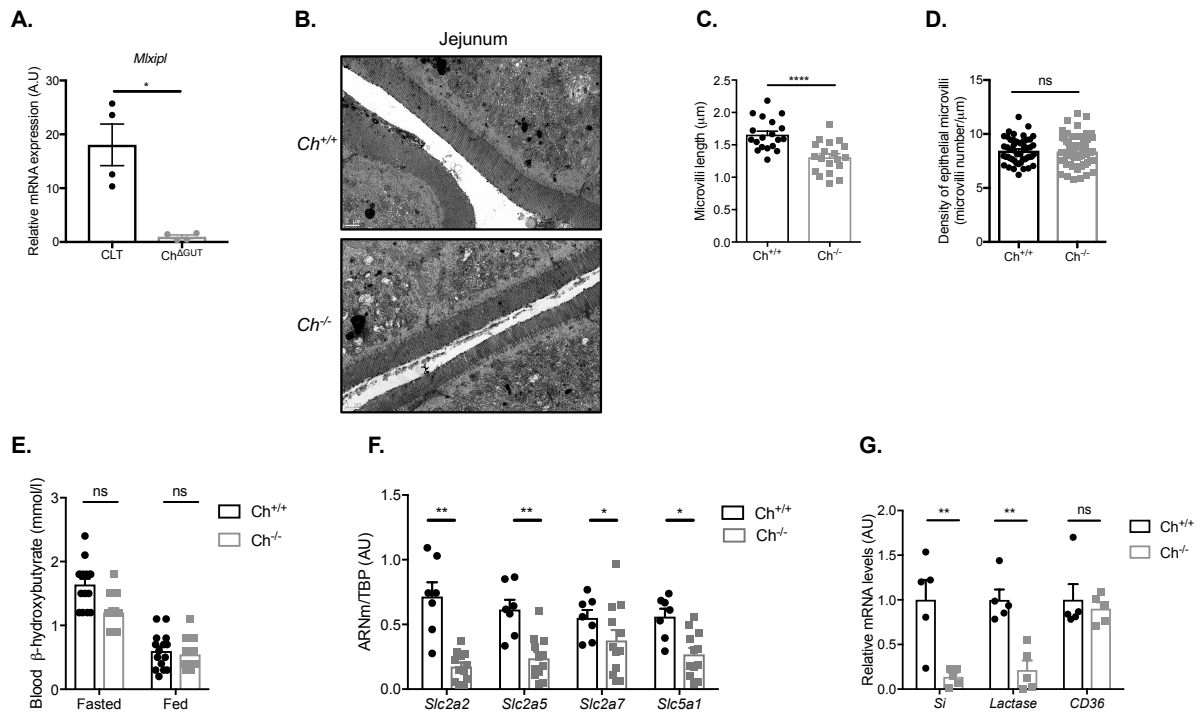 A.
Mlxipl
Relative mRNA expression (A.U)
30
*
20
10
0
CLT
Ch^ΔGUT
B.
Jejunum
Ch+/+
Ch-/-
C.
Microvilli length (μm)
2.5
****
2.0
1.5
1.0
0.5
0.0
Ch+/+
Ch-/-
D.
Density of epithelial microvilli
(microvilli number/μm)
15
ns
10
5
0
Ch+/+
Ch-/-
E.
Blood β-hydroxybutyrate (mmol/l)
3
ns
ns
2
1
0
Fasted
Fed
Ch+/+
Ch-/-
F.
ARNm/TBP (AU)
1.5
**
**
*
*
1.0
0.5
0.0
Slc2a2
Slc2a5
Slc2a7
Slc5a1
Ch+/+
Ch-/-
G.
Relative mRNA levels (AU)
2.0
**
**
ns
1.5
1.0
0.5
0.0
Si
Lactase
CD36
Ch+/+
Ch-/-